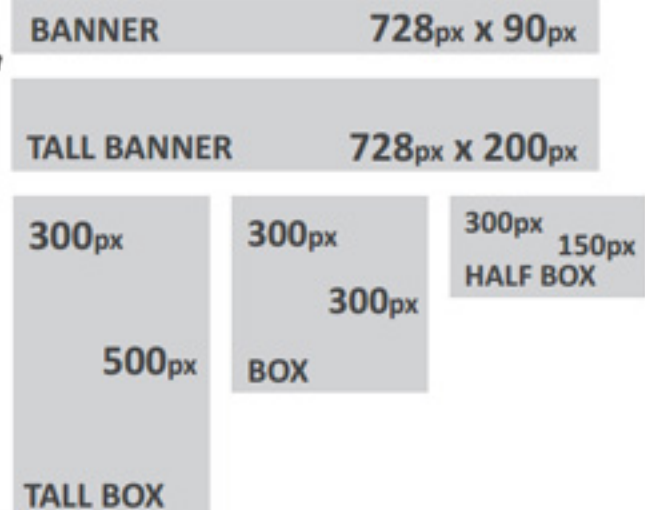 BANNER 728px x 90px
TALL BANNER 728px x 200px
300px
500px
TALL BOX
300px
300px
BOX
300px
150px
HALF BOX